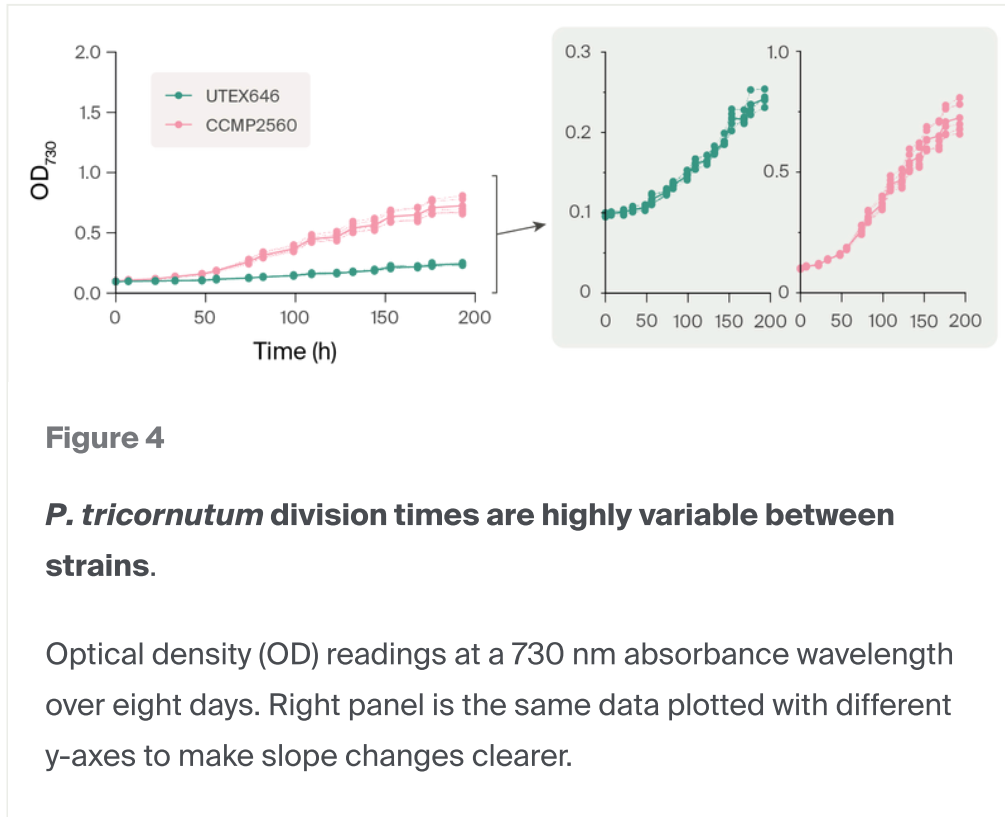 2.0
1.5
1.0
0.5
0.0
OD730
UTEX646
CCMP2560
0 50 100 150 200
Time (h)
0.3
0.2
0.1
0
0 50 100 150 200
1.0
0.5
0
0 50 100 150 200
Figure 4
P. tricornutum division times are highly variable between
strains.
Optical density (OD) readings at a 730 nm absorbance wavelength
over eight days. Right panel is the same data plotted with different
y-axes to make slope changes clearer.